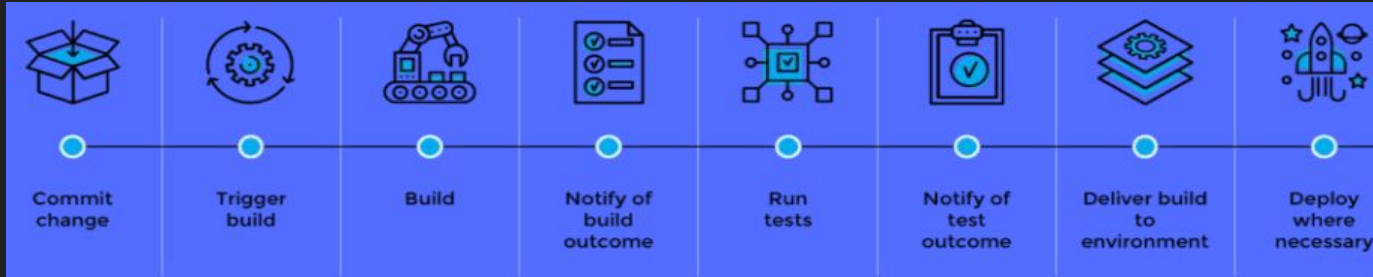 Commit
change
Trigger
build
Build
Notify of
build
outcome
Run
tests
Notify of
test
outcome
Deliver build
to
environment
Deploy
where
necessary